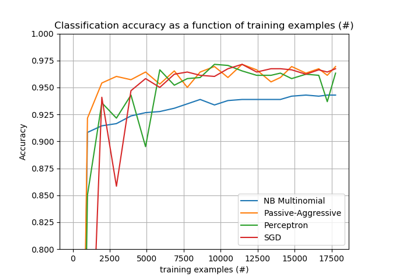 Classification accuracy as a function of training examples (#)
1.000
0.975
0.950
0.925
0.900
0.875
0.850
0.825
0.800
Accuracy
NB Multinomial
Passive-Aggressive
Perceptron
SGD
0 2500 5000 7500 10000 12500 15000 17500
training examples (#)